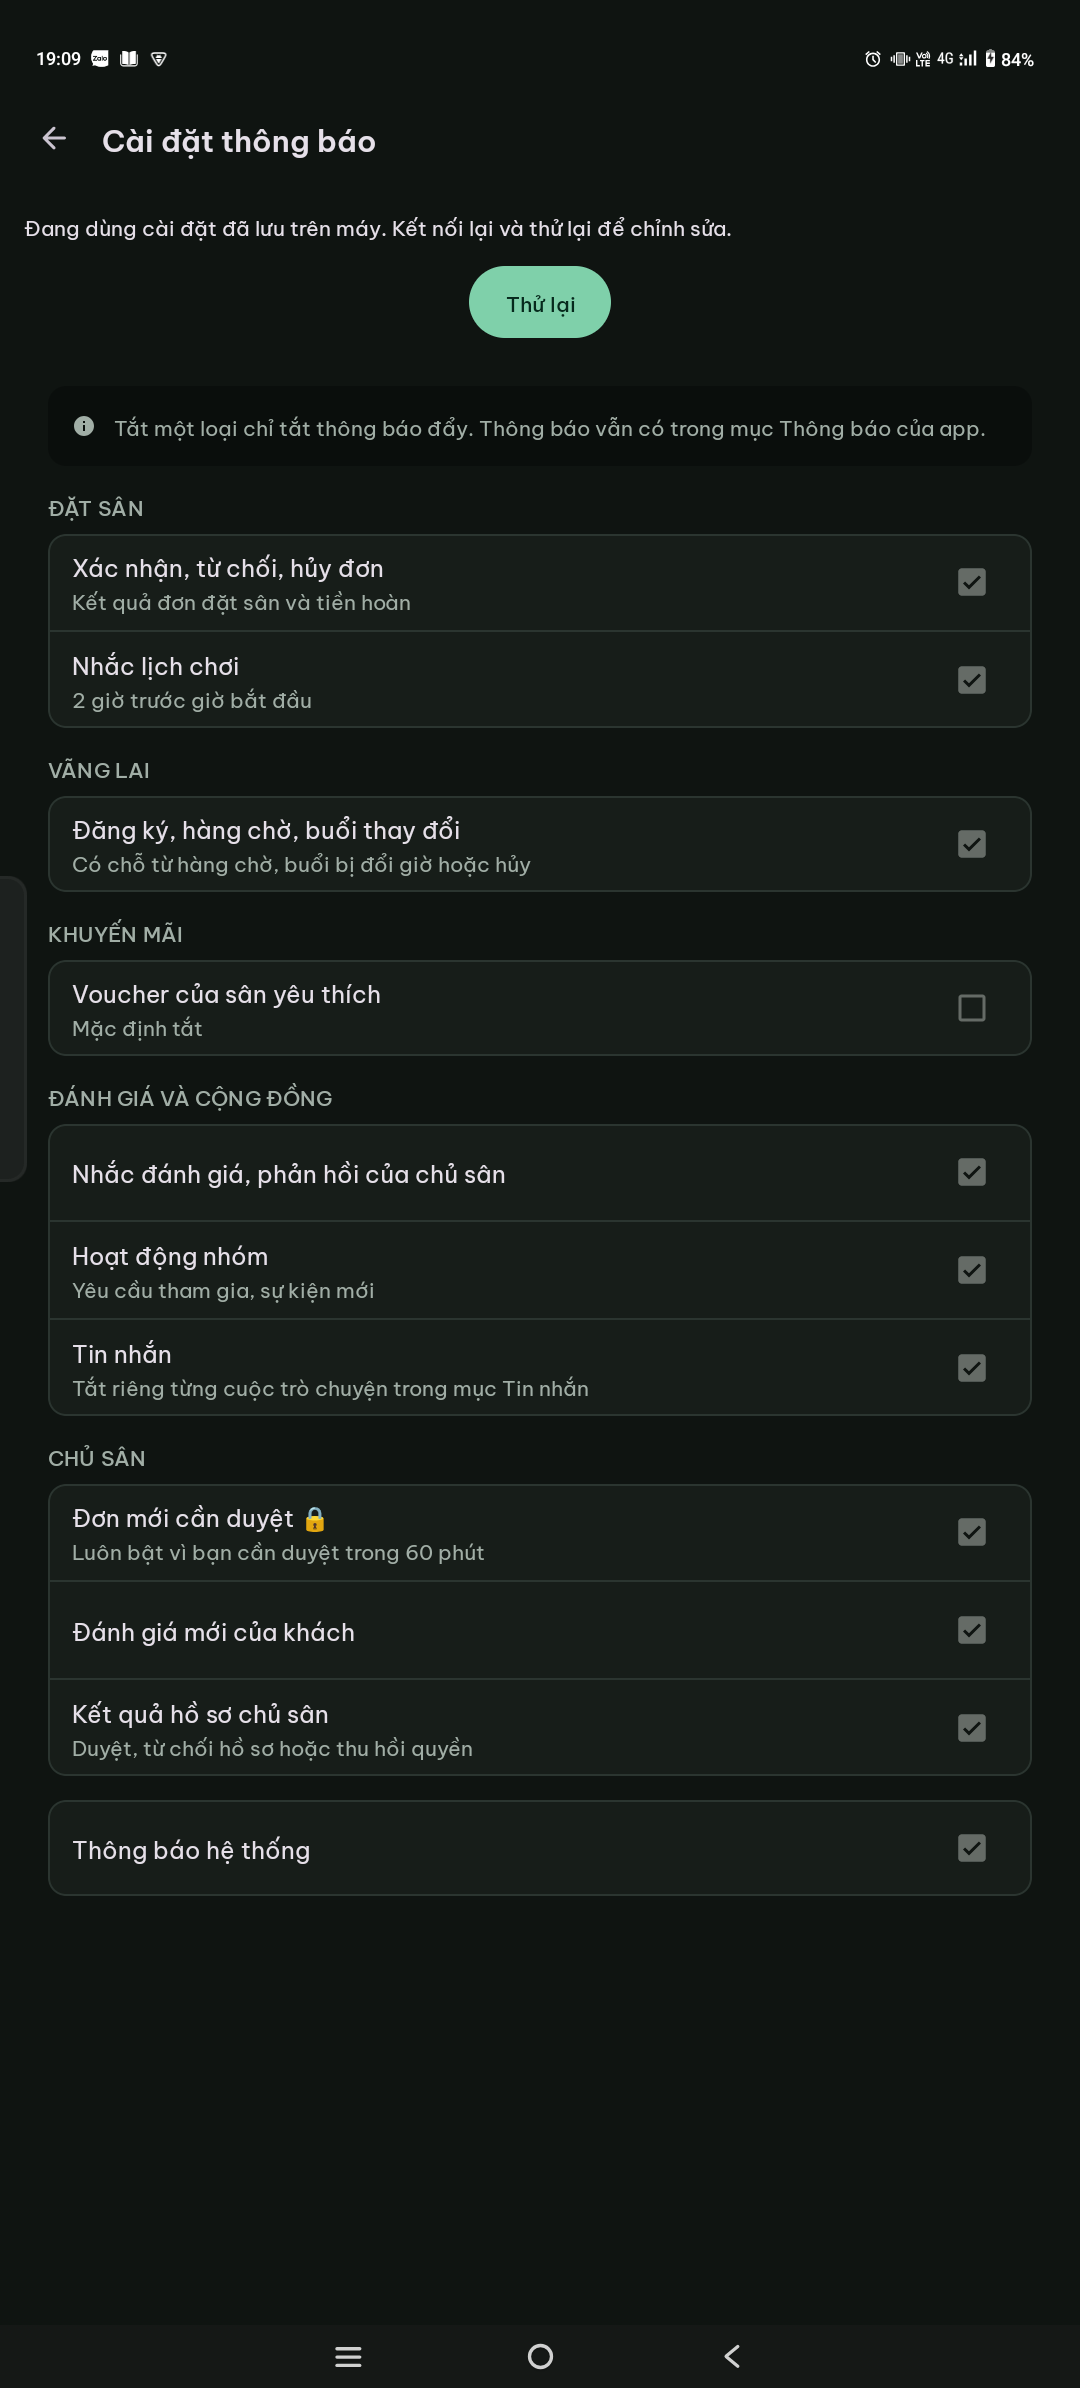 19:09
Zalo
Vo)) LTE 4G 84%
Cài đặt thông báo
Đang dùng cài đặt đã lưu trên máy. Kết nối lại và thử lại để chỉnh sửa.
Thử lại
Tắt một loại chỉ tắt thông báo đẩy. Thông báo vẫn có trong mục Thông báo của app.
ĐẶT SÂN
Xác nhận, từ chối, hủy đơn
Kết quả đơn đặt sân và tiền hoàn
Nhắc lịch chơi
2 giờ trước giờ bắt đầu
VÃNG LAI
Đăng ký, hàng chờ, buổi thay đổi
Có chỗ từ hàng chờ, buổi bị đổi giờ hoặc hủy
KHUYẾN MÃI
Voucher của sân yêu thích
Mặc định tắt
ĐÁNH GIÁ VÀ CỘNG ĐỒNG
Nhắc đánh giá, phản hồi của chủ sân
Hoạt động nhóm
Yêu cầu tham gia, sự kiện mới
Tin nhắn
Tắt riêng từng cuộc trò chuyện trong mục Tin nhắn
CHỦ SÂN
Đơn mới cần duyệt 🔒
Luôn bật vì bạn cần duyệt trong 60 phút
Đánh giá mới của khách
Kết quả hồ sơ chủ sân
Duyệt, từ chối hồ sơ hoặc thu hồi quyền
Thông báo hệ thống